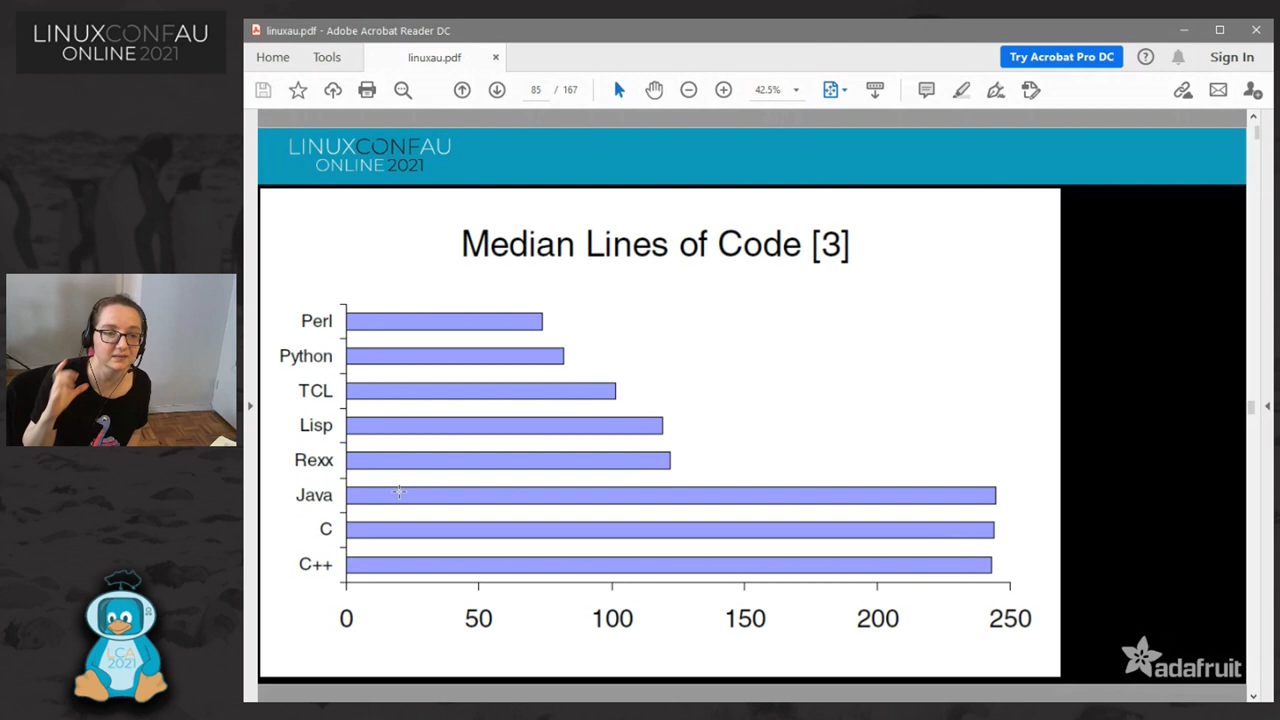 LINUXCONFAU
ONLINE 2021
linuxau.pdf - Adobe Acrobat Reader DC
Home Tools linuxau.pdf × Try Acrobat Pro DC Sign In
85 / 167 42.5%
LINUXCONFAU
ONLINE 2021
Median Lines of Code [3]
Perl
Python
TCL
Lisp
Rexx
Java
C
C++
0 50 100 150 200 250
LCA
2021
adafruit